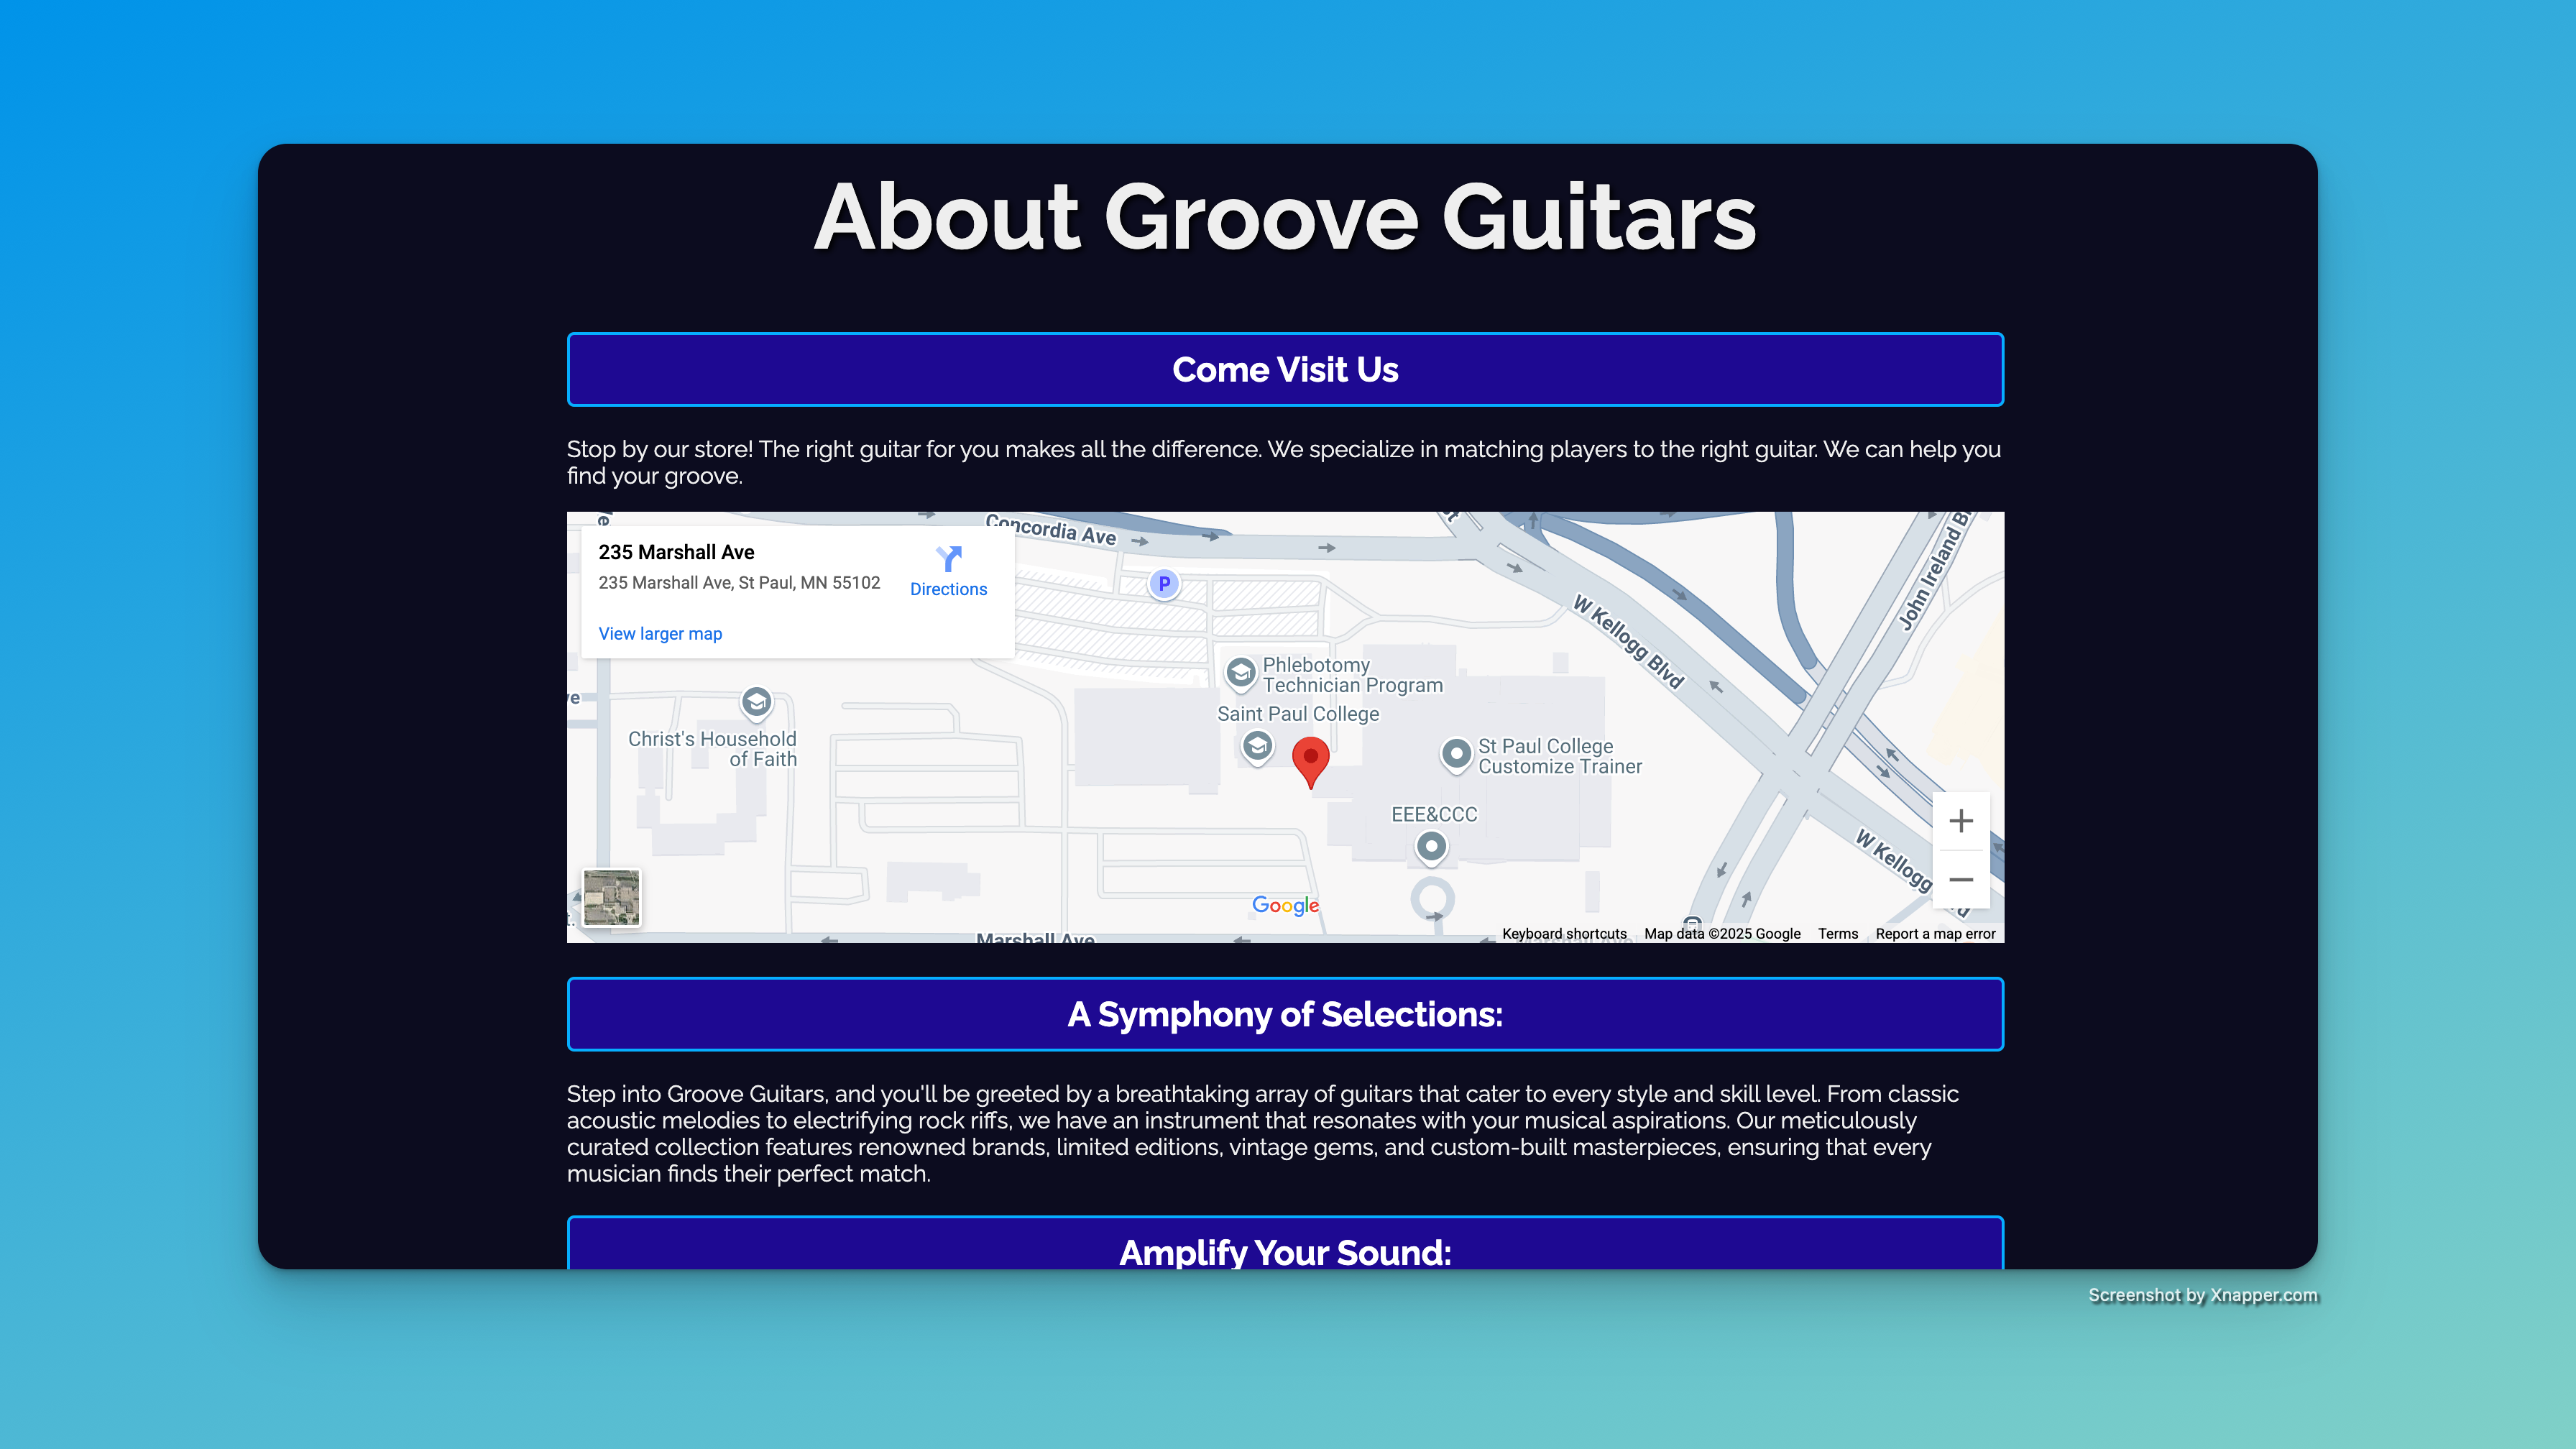 About Groove Guitars
Come Visit Us
Stop by our store! The right guitar for you makes all the difference. We specialize in matching players to the right guitar. We can help you
find your groove.
Concordia Ave
235 Marshall Ave
235 Marshall Ave, St Paul, MN 55102
Directions
View larger map
P
John Ireland Bl
W Kellogg Blvd
Phlebotomy
Technician Program
Saint Paul College
Christ's Household
of Faith
St Paul College
Customize Trainer
EEE&CCC
W Kellogg
Google
Marshall Ave
Keyboard shortcuts
Map data ©2025 Google
Terms
Report a map error
A Symphony of Selections:
Step into Groove Guitars, and you'll be greeted by a breathtaking array of guitars that cater to every style and skill level. From classic
acoustic melodies to electrifying rock riffs, we have an instrument that resonates with your musical aspirations. Our meticulously
curated collection features renowned brands, limited editions, vintage gems, and custom-built masterpieces, ensuring that every
musician finds their perfect match.
Amplify Your Sound:
Screenshot by Xnapper.com